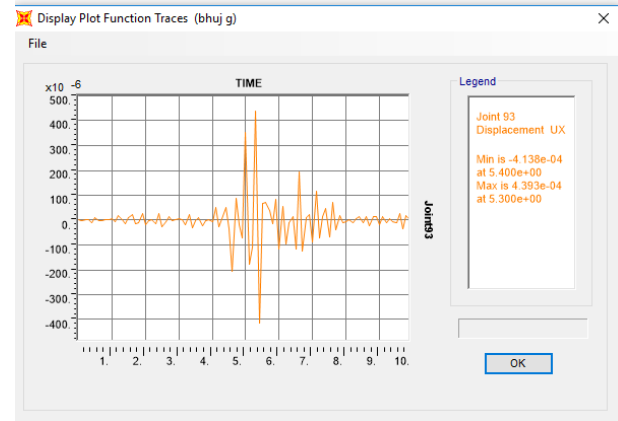 Display Plot Function Traces (bhuj g)
File
TIME
x10 -6
500.
400.
300.
200.
100.
0.
-100.
-200.
-300.
-400.
1. 2. 3. 4. 5. 6. 7. 8. 9. 10.
Joint93
Legend
Joint 93
Displacement UX
Min is -4.138e-04
at 5.400e+00
Max is 4.393e-04
at 5.300e+00
OK